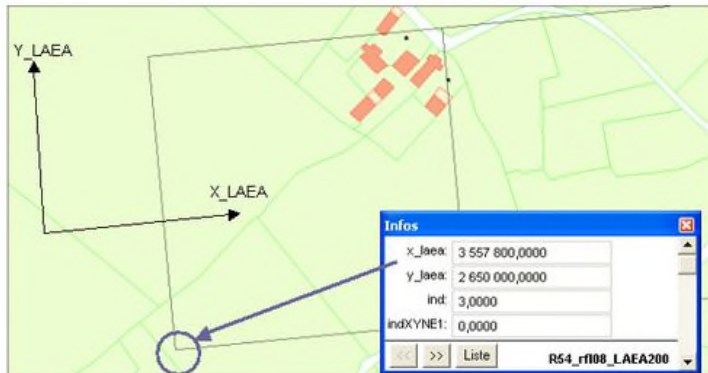 Y_LAEA
X_LAEA
Infos
x_laea: 3 557 800,0000
y_laea: 2 650 000,0000
ind: 3,0000
indXYNE1: 0,0000
<< >> Liste R54_rfl08_LAEA200